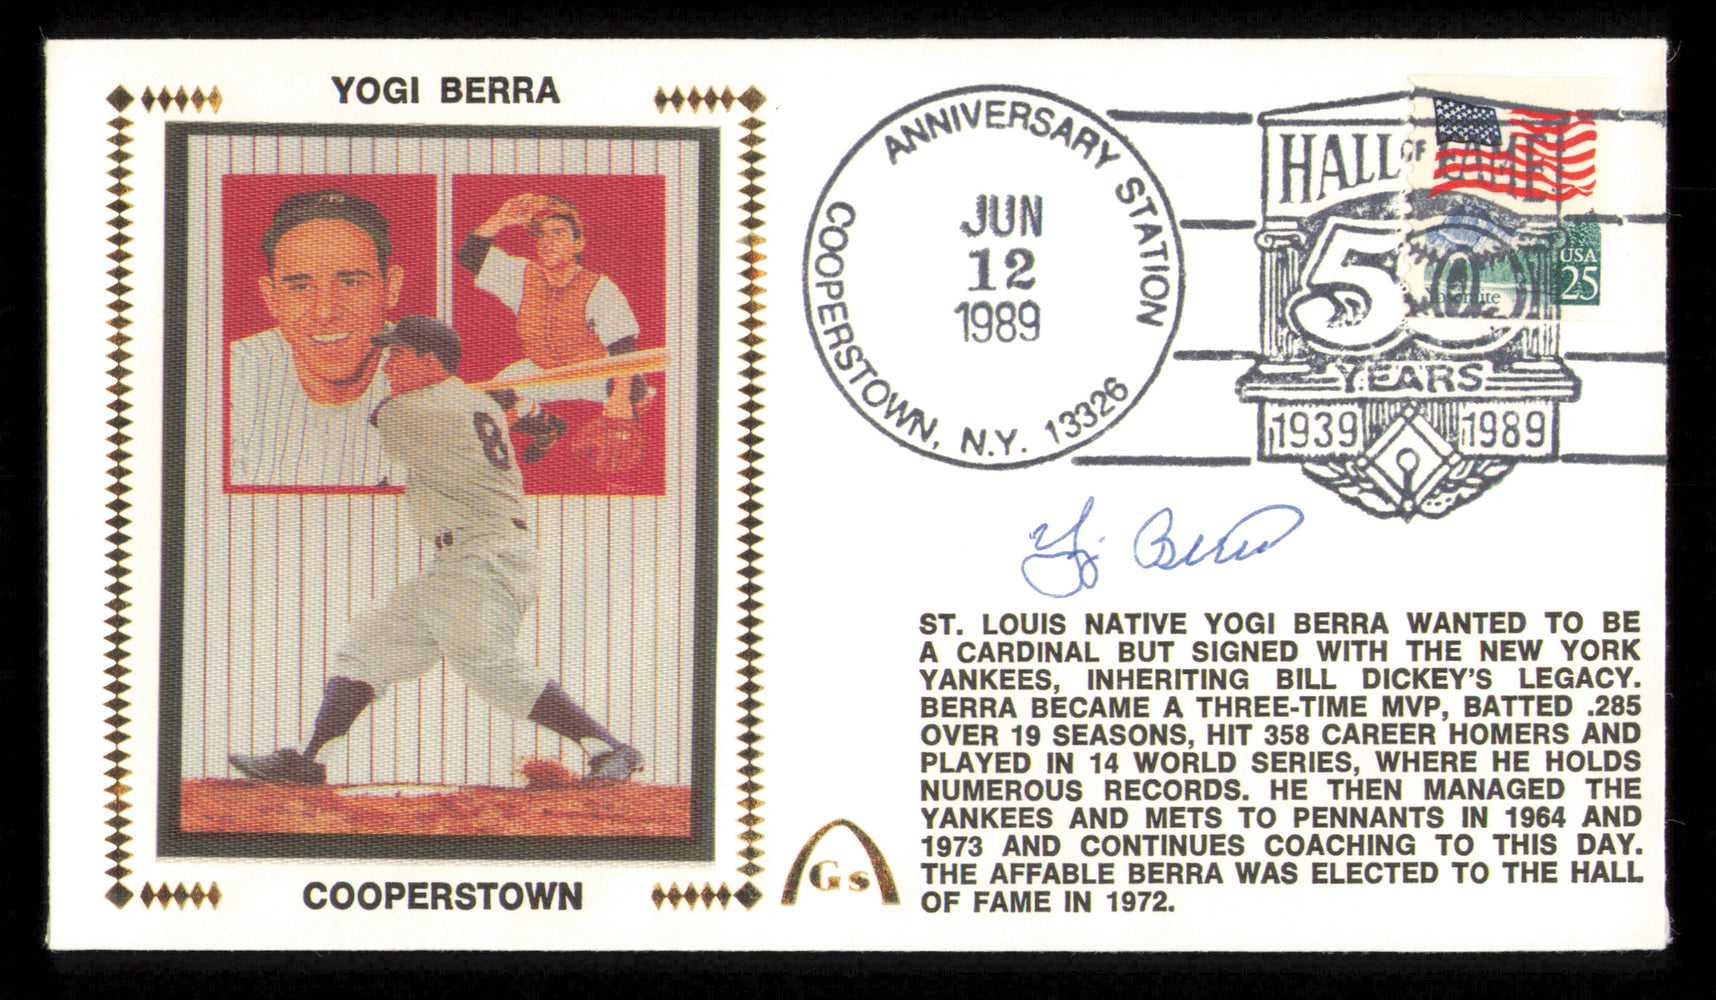 YOGI BERRA
COOPERSTOWN
ANNIVERSARY STATION
JUN
12
1989
COOPERSTOWN, N.Y. 13326
HALL OF FAME
50
YEARS
1939 1989
USA
25
Yosemite
8
Yogi Berra
Gs
ST. LOUIS NATIVE YOGI BERRA WANTED TO BE
A CARDINAL BUT SIGNED WITH THE NEW YORK
YANKEES, INHERITING BILL DICKEY'S LEGACY.
BERRA BECAME A THREE-TIME MVP, BATTED .285
OVER 19 SEASONS, HIT 358 CAREER HOMERS AND
PLAYED IN 14 WORLD SERIES, WHERE HE HOLDS
NUMEROUS RECORDS. HE THEN MANAGED THE
YANKEES AND METS TO PENNANTS IN 1964 AND
1973 AND CONTINUES COACHING TO THIS DAY.
THE AFFABLE BERRA WAS ELECTED TO THE HALL
OF FAME IN 1972.